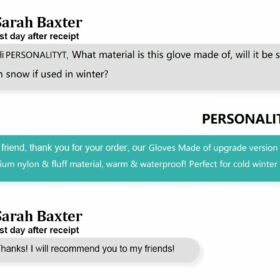 Sarah Baxter
st day after receipt
i PERSONALITYT, What material is this glove made of, will it be s
n snow if used in winter?
PERSONALIT
friend, thank you for your order, our Gloves Made of upgrade version
ium nylon & fluff material, warm & waterproof! Perfect for cold winter
Sarah Baxter
st day after receipt
Thanks! I will recommend you to my friends!